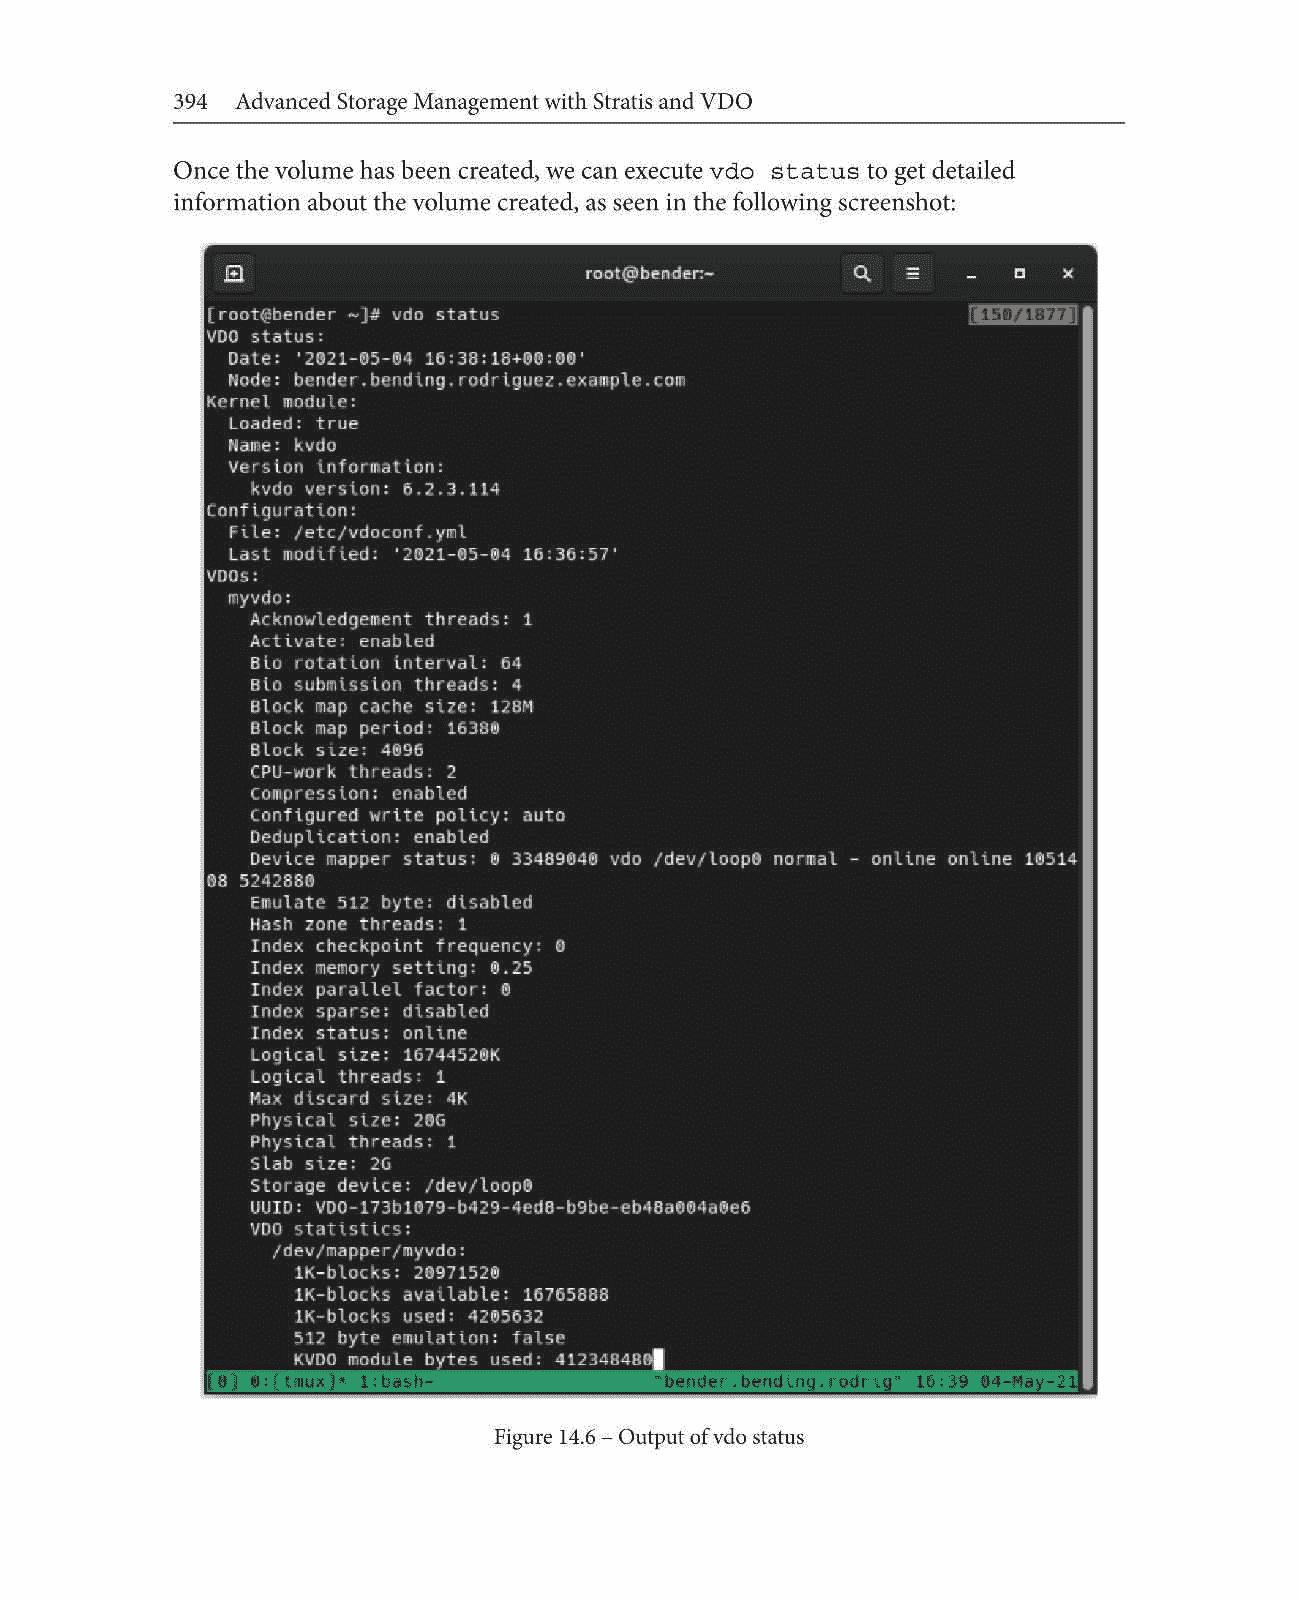 394 Advanced Storage Management with Stratis and VDO
Once the volume has been created, we can execute vdo status to get detailed
information about the volume created, as seen in the following screenshot:
root@bender:~
[root@bender ~]# vdo status [150/1877]
VDO status:
Date: '2021-05-04 16:38:18+00:00'
Node: bender.bending.rodriguez.example.com
Kernel module:
Loaded: true
Name: kvdo
Version information:
kvdo version: 6.2.3.114
Configuration:
File: /etc/vdoconf.yml
Last modified: '2021-05-04 16:36:57'
VDOs:
myvdo:
Acknowledgement threads: 1
Activate: enabled
Bio rotation interval: 64
Bio submission threads: 4
Block map cache size: 128M
Block map period: 16380
Block size: 4096
CPU-work threads: 2
Compression: enabled
Configured write policy: auto
Deduplication: enabled
Device mapper status: 0 33489040 vdo /dev/loop0 normal - online online 10514
08 5242880
Emulate 512 byte: disabled
Hash zone threads: 1
Index checkpoint frequency: 0
Index memory setting: 0.25
Index parallel factor: 0
Index sparse: disabled
Index status: online
Logical size: 16744520K
Logical threads: 1
Max discard size: 4K
Physical size: 20G
Physical threads: 1
Slab size: 2G
Storage device: /dev/loop0
UUID: VDO-173b1079-b429-4ed8-b9be-eb48a004a0e6
VDO statistics:
/dev/mapper/myvdo:
1K-blocks: 20971520
1K-blocks available: 16765888
1K-blocks used: 4205632
512 byte emulation: false
KVDO module bytes used: 412348480
[0] 0:[tmux]* 1:bash- "bender.bending.rodrig" 16:39 04-May-21
Figure 14.6 – Output of vdo status